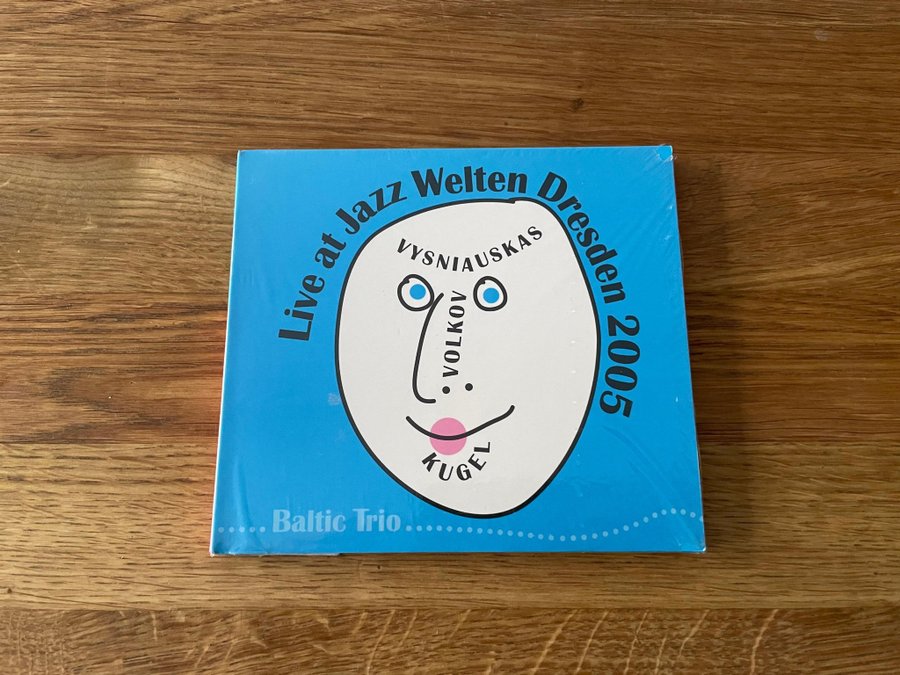 Live at Jazz Welten Dresden 2005
VYSNIAUSKAS
VOLKOV
KUGEL
Baltic Trio